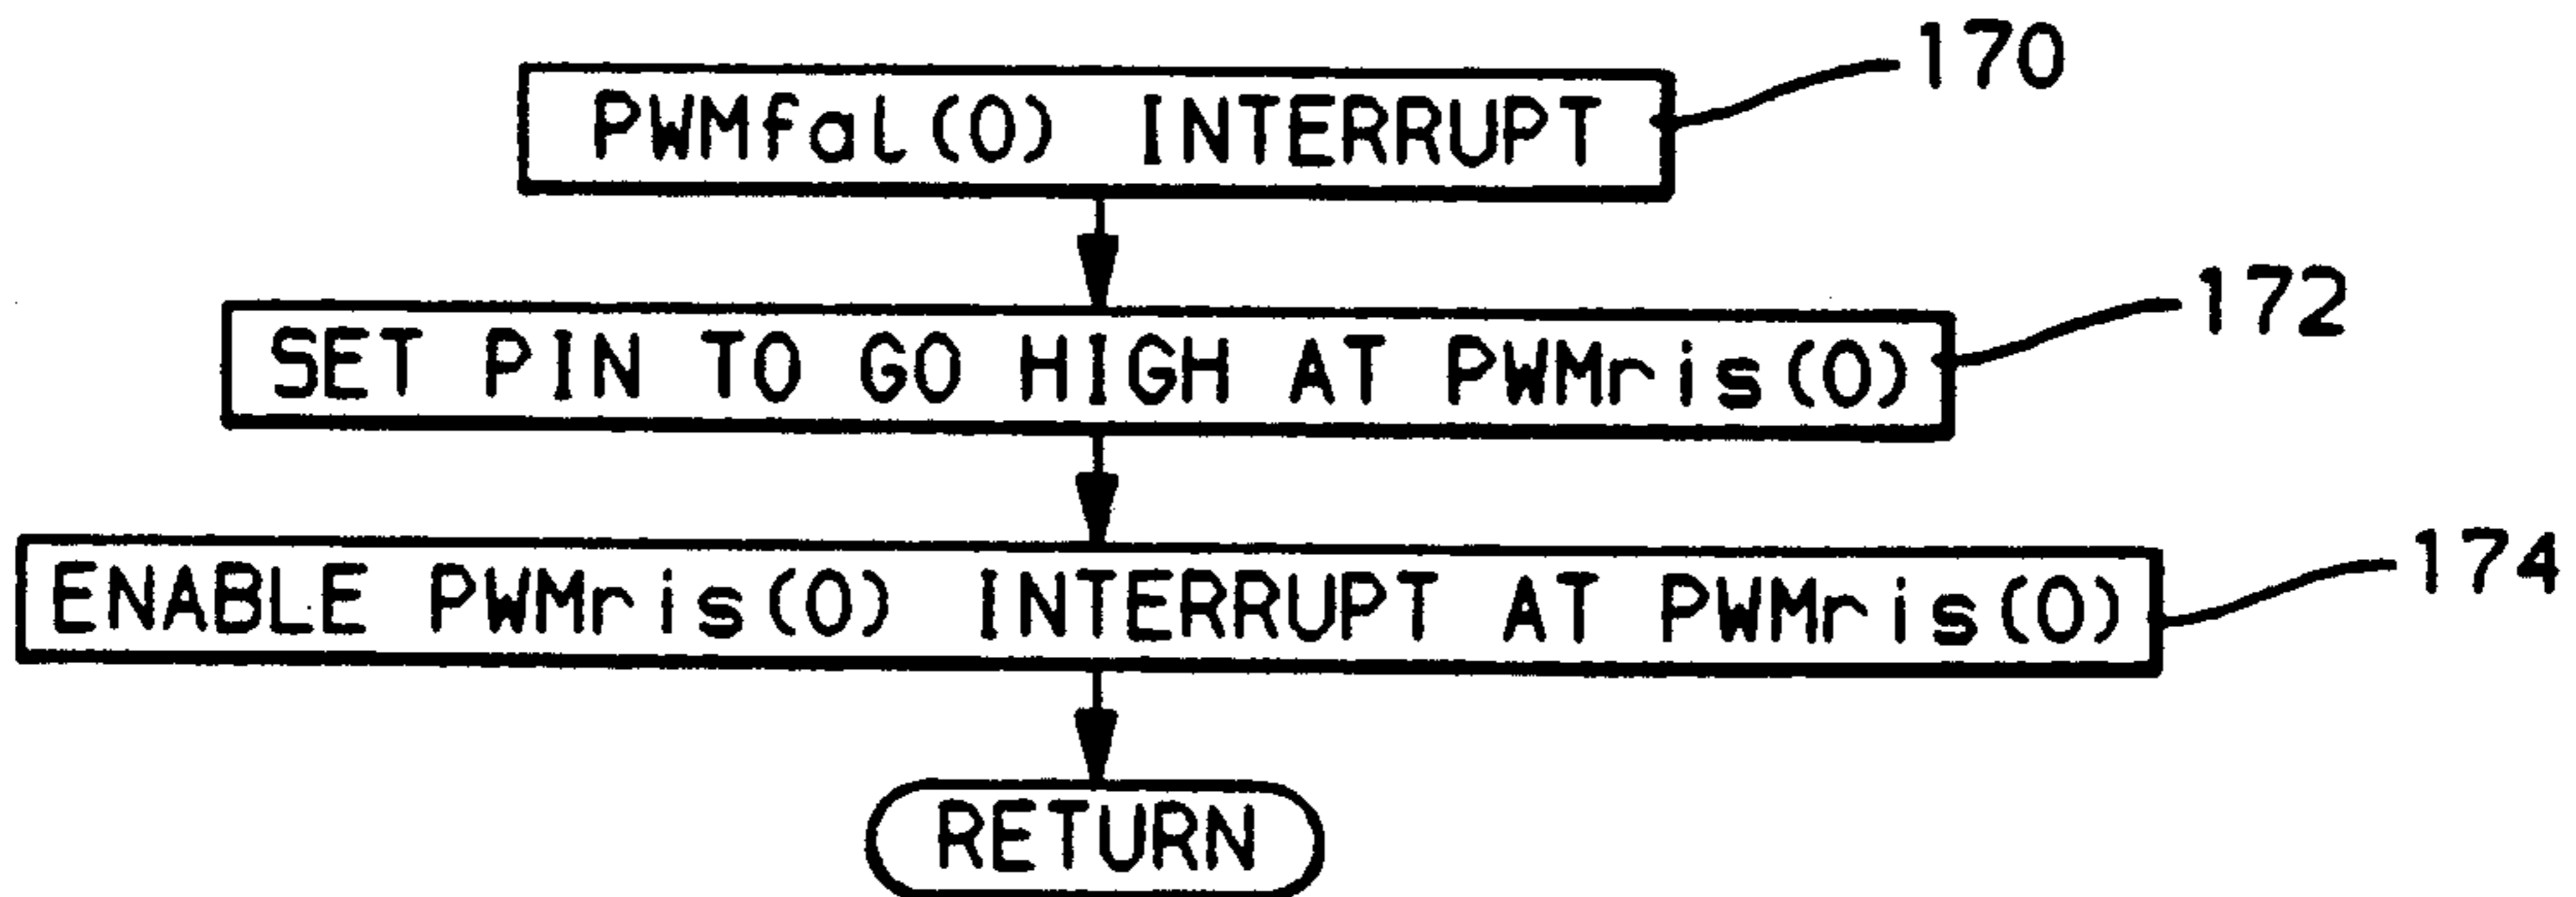 PWMfal(0) INTERRUPT
170
SET PIN TO GO HIGH AT PWMris(0)
172
ENABLE PWMris(0) INTERRUPT AT PWMris(0)
174
RETURN